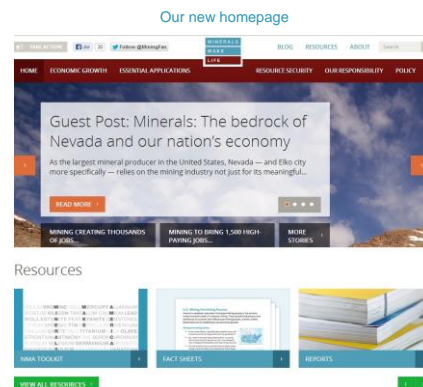 Our new homepage
TAKE ACTION
Like
Follow @MiningFan
MINERALS
MAKE
LIFE
BLOG RESOURCES ABOUT Search
HOME ECONOMIC GROWTH ESSENTIAL APPLICATIONS RESOURCE SECURITY OUR RESPONSIBILITY POLICY
Guest Post: Minerals: The bedrock of
Nevada and our nation's economy
As the largest mineral producer in the United States, Nevada — and Elko city
more specifically — relies on the mining industry not just for its meaningful...
READ MORE
MINING CREATING THOUSANDS
OF JOBS...
MINING TO BRING 1,500 HIGH-
PAYING JOBS...
MORE
STORIES
Resources
NMA TOOLKIT
FACT SHEETS
REPORTS
VIEW ALL RESOURCES